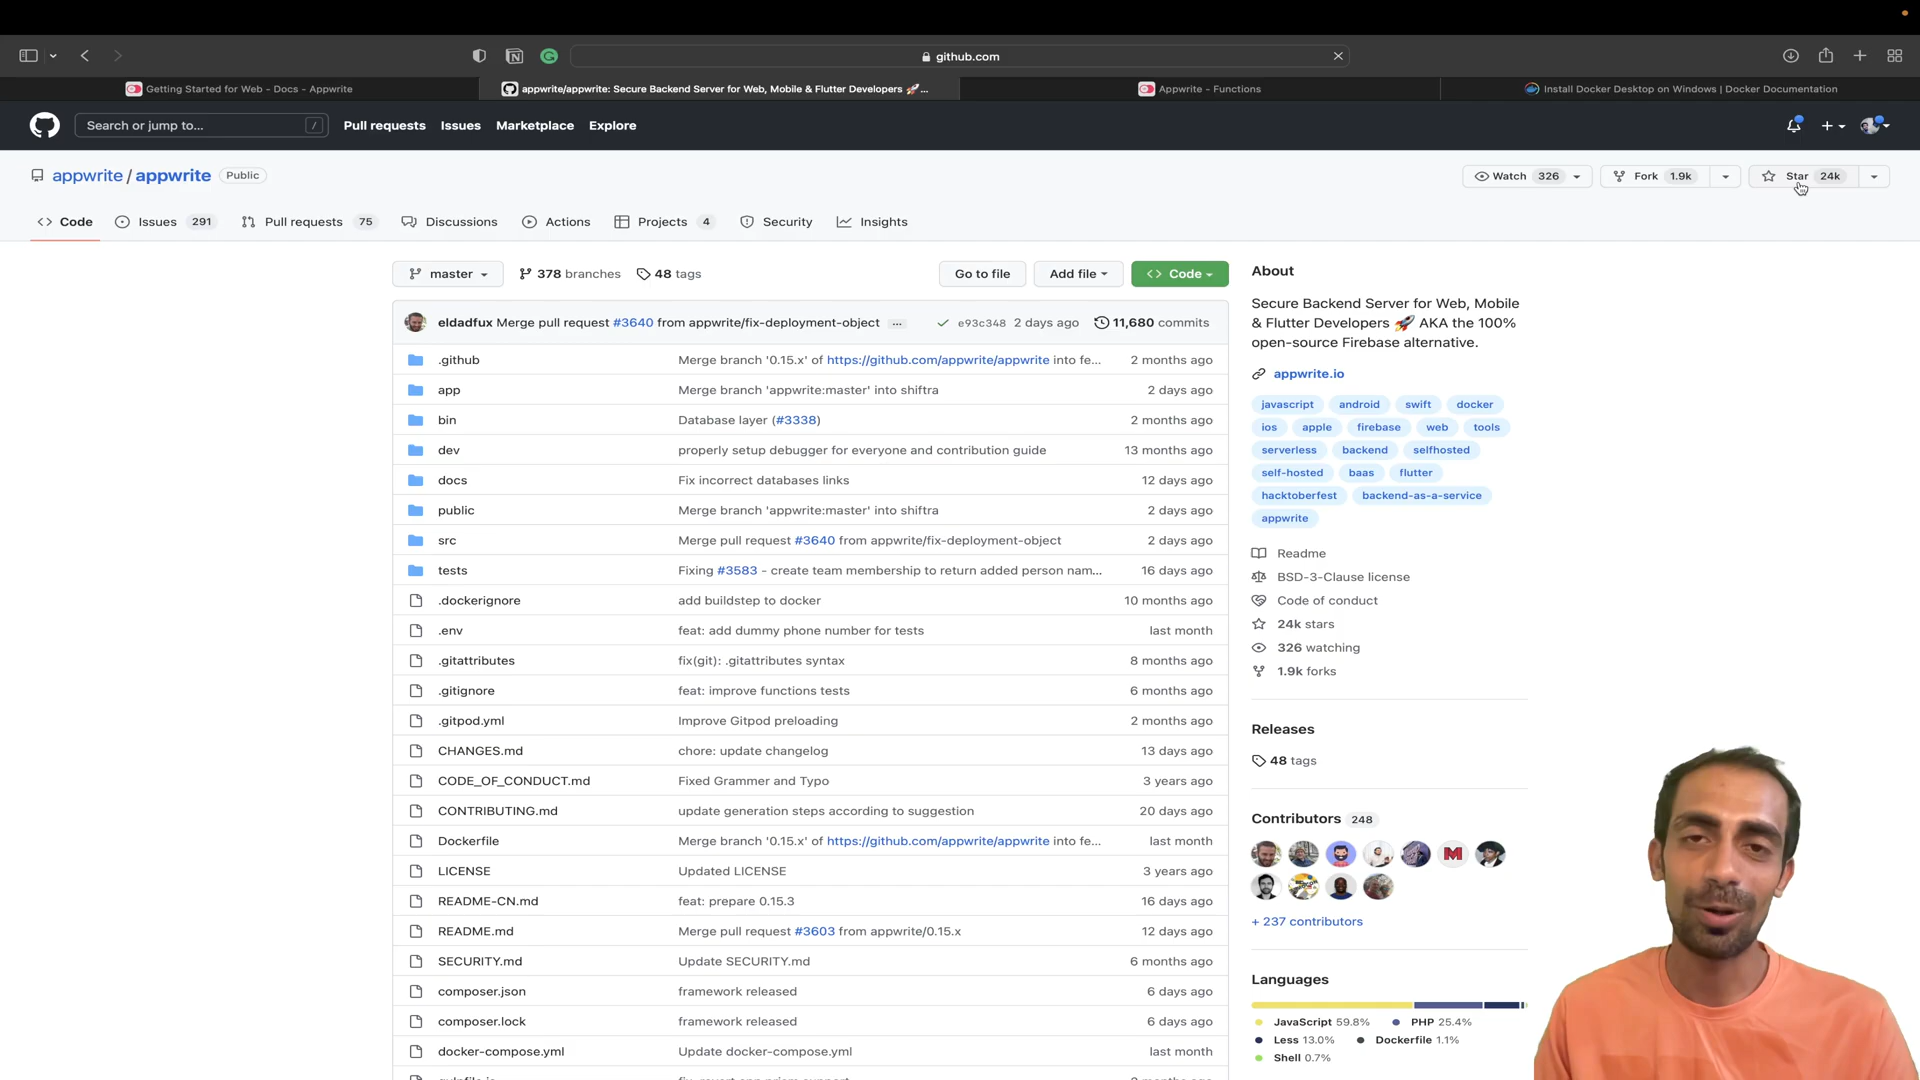 github.com
Getting Started for Web - Docs - Appwrite
appwrite/appwrite: Secure Backend Server for Web, Mobile & Flutter Developers 🚀 ...
Appwrite - Functions
Install Docker Desktop on Windows | Docker Documentation
Search or jump to... /
Pull requests Issues Marketplace Explore
appwrite / appwrite Public
Watch 326 Fork 1.9k Star 24k
Code Issues 291 Pull requests 75 Discussions Actions Projects 4 Security Insights
master 378 branches 48 tags Go to file Add file Code
eldadfux Merge pull request #3640 from appwrite/fix-deployment-object ... e93c348 2 days ago 11,680 commits
.github Merge branch '0.15.x' of https://github.com/appwrite/appwrite into fe... 2 months ago
app Merge branch 'appwrite:master' into shiftra 2 days ago
bin Database layer (#3338) 2 months ago
dev properly setup debugger for everyone and contribution guide 13 months ago
docs Fix incorrect databases links 12 days ago
public Merge branch 'appwrite:master' into shiftra 2 days ago
src Merge pull request #3640 from appwrite/fix-deployment-object 2 days ago
tests Fixing #3583 - create team membership to return added person nam... 16 days ago
.dockerignore add buildstep to docker 10 months ago
.env feat: add dummy phone number for tests last month
.gitattributes fix(git): .gitattributes syntax 8 months ago
.gitignore feat: improve functions tests 6 months ago
.gitpod.yml Improve Gitpod preloading 2 months ago
CHANGES.md chore: update changelog 13 days ago
CODE_OF_CONDUCT.md Fixed Grammer and Typo 3 years ago
CONTRIBUTING.md update generation steps according to suggestion 20 days ago
Dockerfile Merge branch '0.15.x' of https://github.com/appwrite/appwrite into fe... last month
LICENSE Updated LICENSE 3 years ago
README-CN.md feat: prepare 0.15.3 16 days ago
README.md Merge pull request #3603 from appwrite/0.15.x 12 days ago
SECURITY.md Update SECURITY.md 6 months ago
composer.json framework released 6 days ago
composer.lock framework released 6 days ago
docker-compose.yml Update docker-compose.yml last month
About
Secure Backend Server for Web, Mobile
& Flutter Developers 🚀 AKA the 100%
open-source Firebase alternative.
appwrite.io
javascript android swift docker
ios apple firebase web tools
serverless backend selfhosted
self-hosted baas flutter
hacktoberfest backend-as-a-service
appwrite
Readme
BSD-3-Clause license
Code of conduct
24k stars
326 watching
1.9k forks
Releases
48 tags
Contributors 248
M
+ 237 contributors
Languages
JavaScript 59.8% PHP 25.4%
Less 13.0% Dockerfile 1.1%
Shell 0.7%